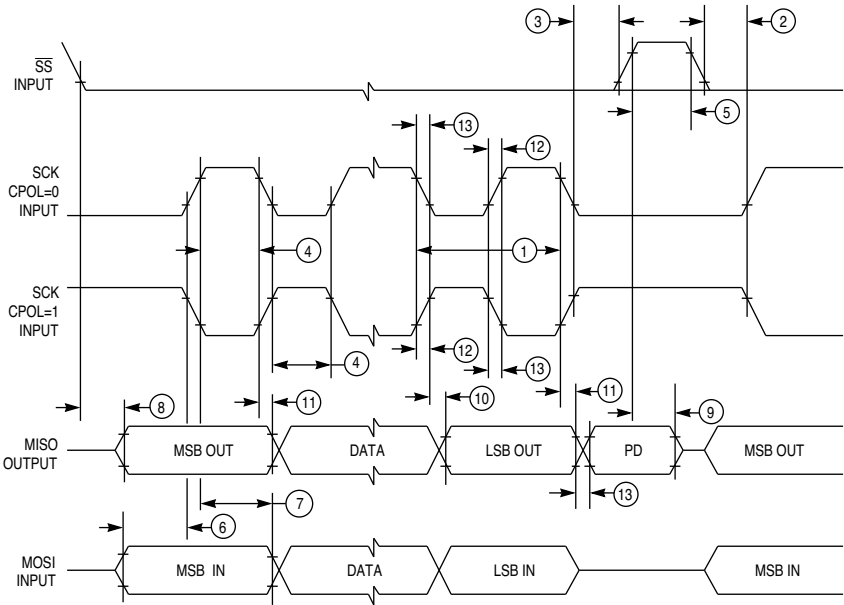 3
2
SS
INPUT
5
13
12
SCK
CPOL=0
INPUT
4
1
SCK
CPOL=1
INPUT
4
12
13
8
11
10
11
9
MISO
OUTPUT
MSB OUT
DATA
LSB OUT
PD
MSB OUT
13
7
6
MOSI
INPUT
MSB IN
DATA
LSB IN
MSB IN